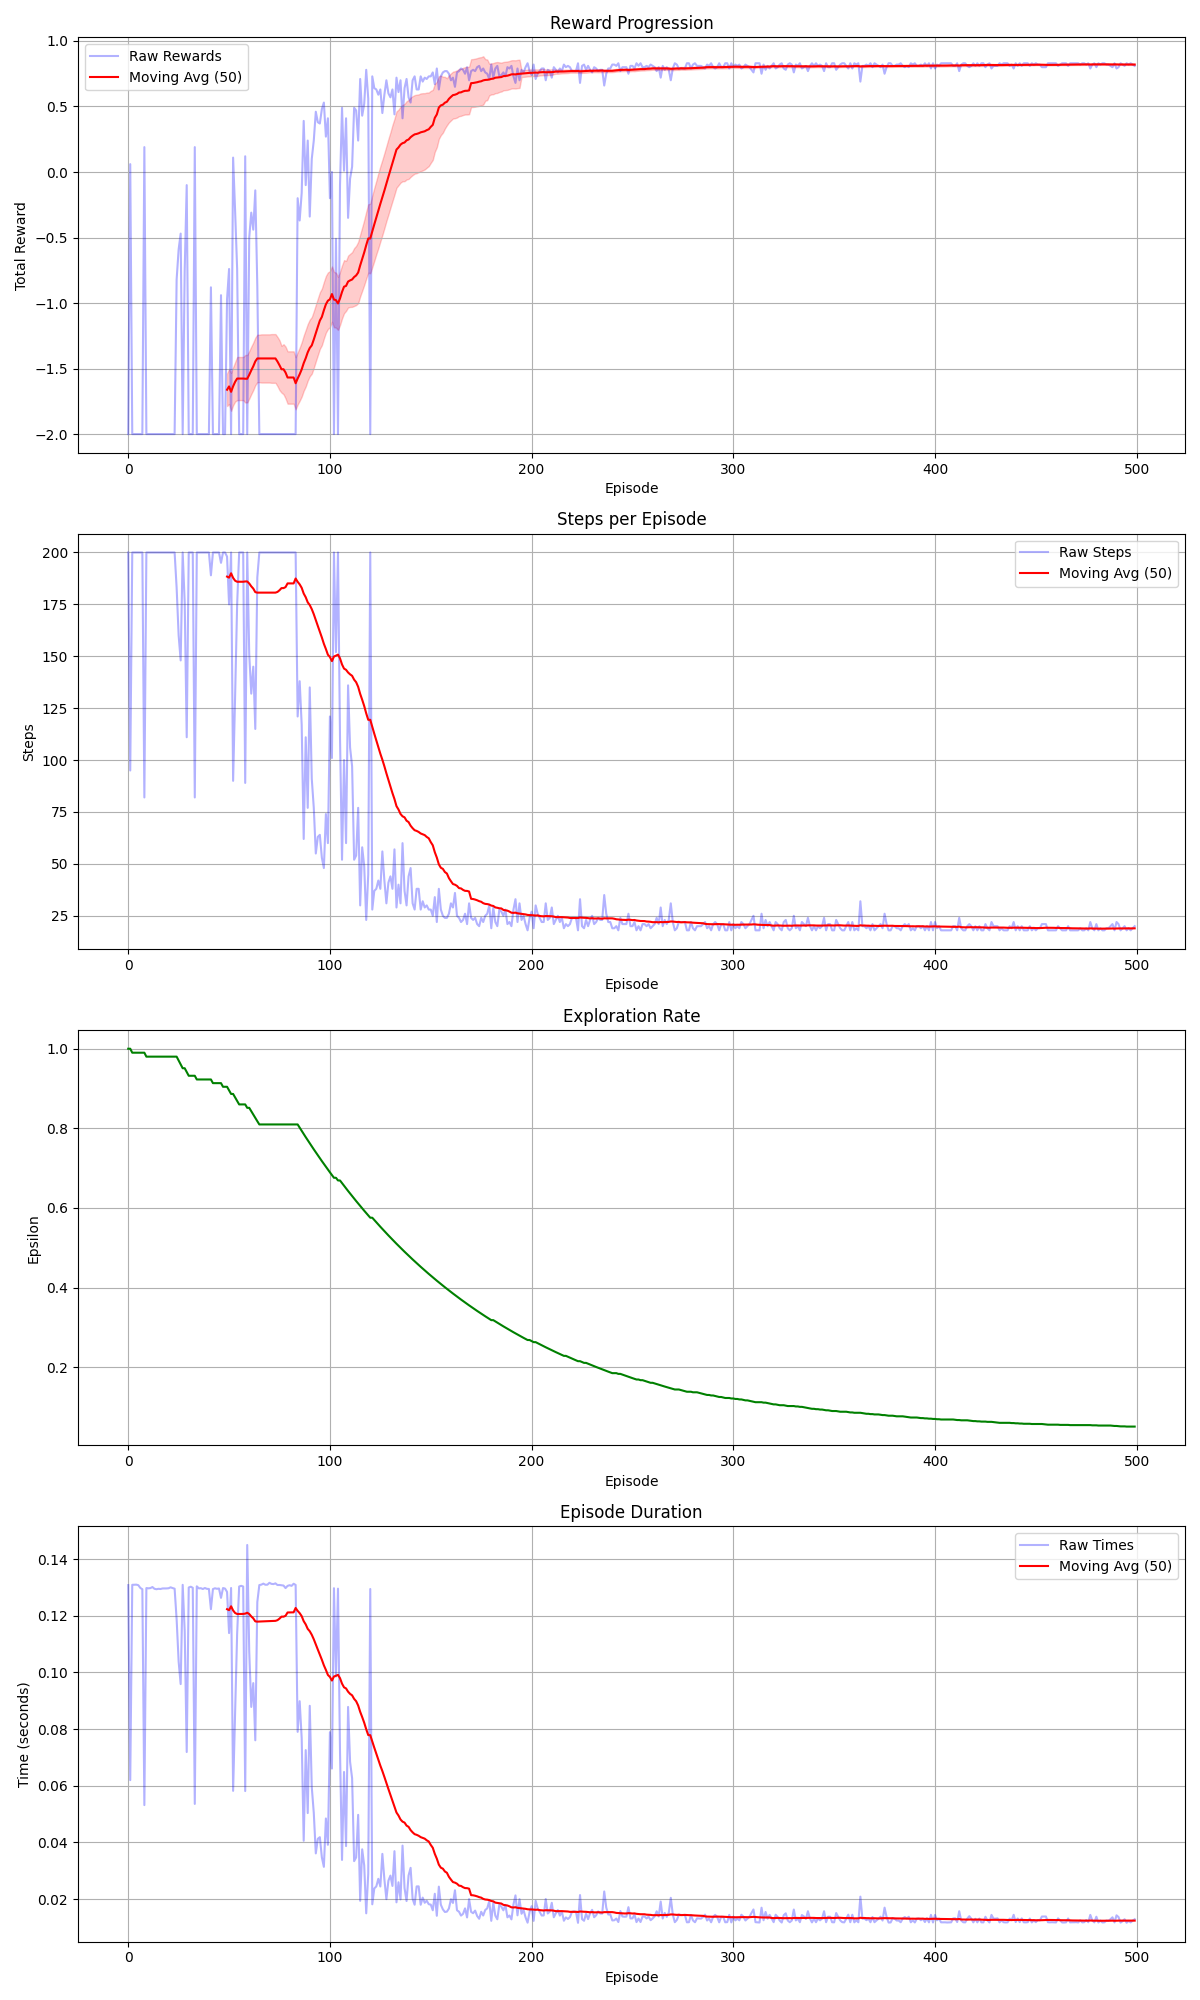 Reward Progression
Raw Rewards
Moving Avg (50)
Total Reward
1.0
0.5
0.0
−0.5
−1.0
−1.5
−2.0
0 100 200 300 400 500
Episode
Steps per Episode
Raw Steps
Moving Avg (50)
Steps
200
175
150
125
100
75
50
25
0 100 200 300 400 500
Episode
Exploration Rate
Epsilon
1.0
0.8
0.6
0.4
0.2
0 100 200 300 400 500
Episode
Episode Duration
Raw Times
Moving Avg (50)
Time (seconds)
0.14
0.12
0.10
0.08
0.06
0.04
0.02
0 100 200 300 400 500
Episode